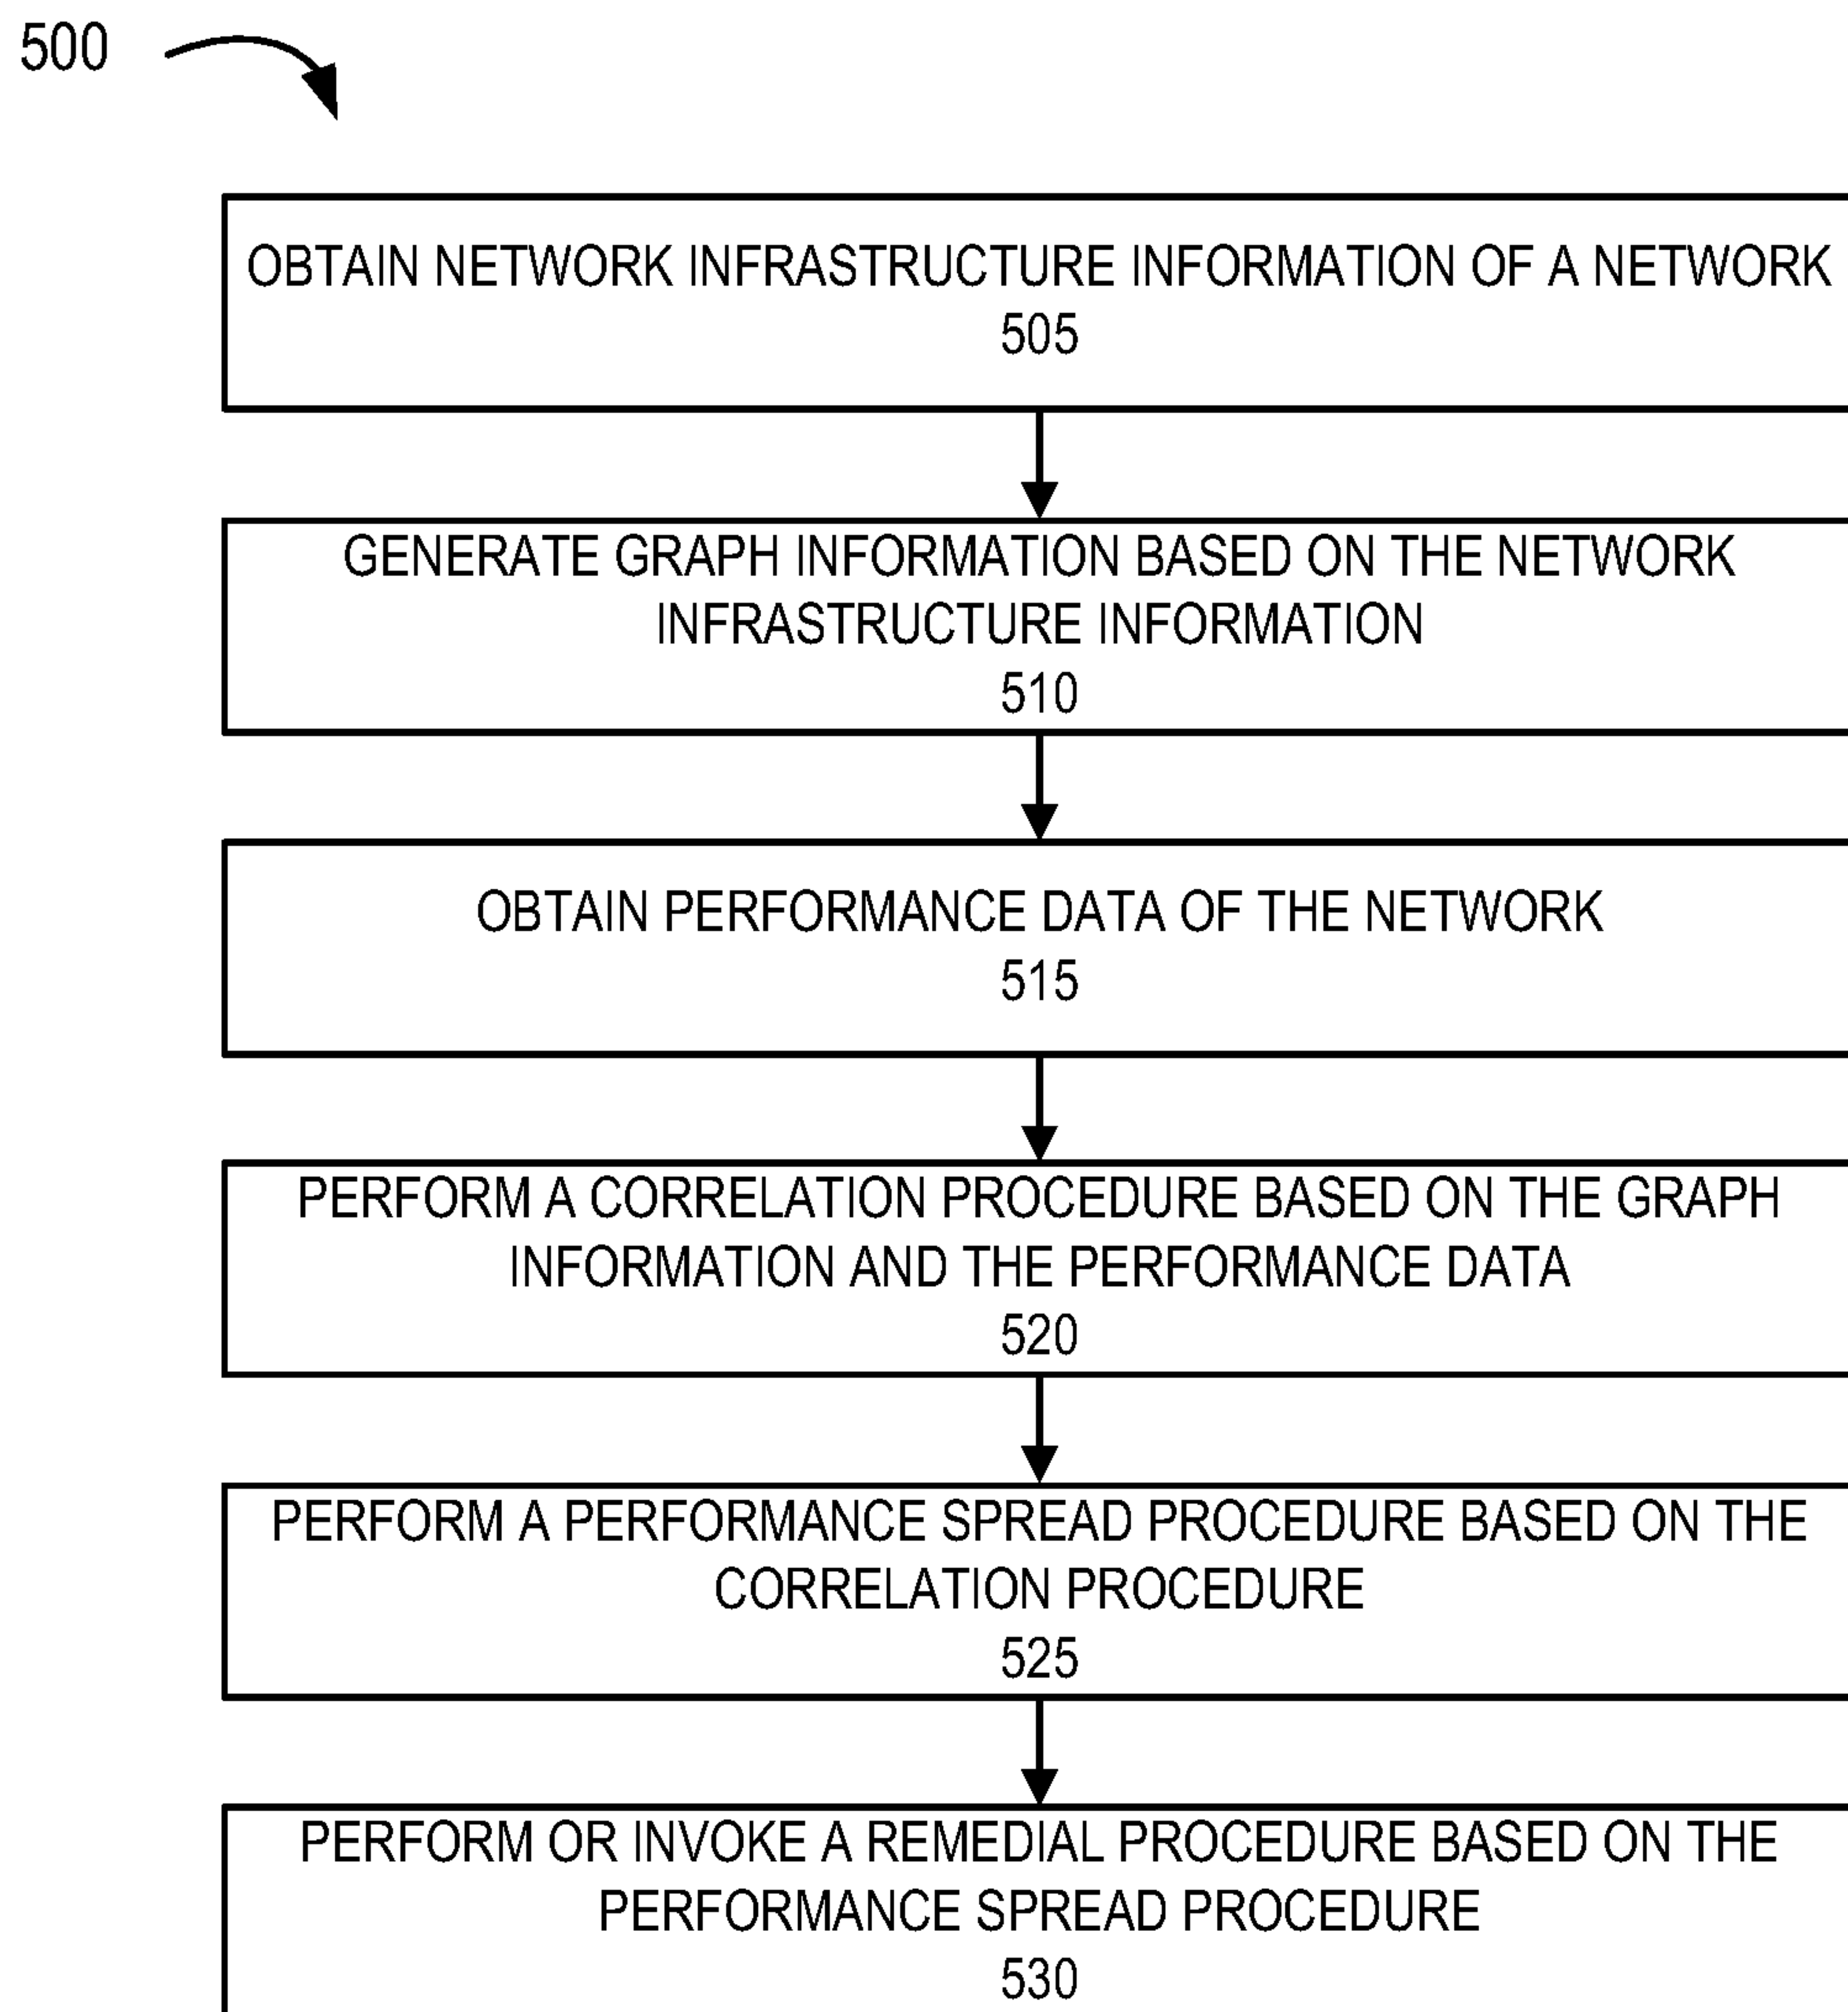 500
OBTAIN NETWORK INFRASTRUCTURE INFORMATION OF A NETWORK
505
GENERATE GRAPH INFORMATION BASED ON THE NETWORK
INFRASTRUCTURE INFORMATION
510
OBTAIN PERFORMANCE DATA OF THE NETWORK
515
PERFORM A CORRELATION PROCEDURE BASED ON THE GRAPH
INFORMATION AND THE PERFORMANCE DATA
520
PERFORM A PERFORMANCE SPREAD PROCEDURE BASED ON THE
CORRELATION PROCEDURE
525
PERFORM OR INVOKE A REMEDIAL PROCEDURE BASED ON THE
PERFORMANCE SPREAD PROCEDURE
530